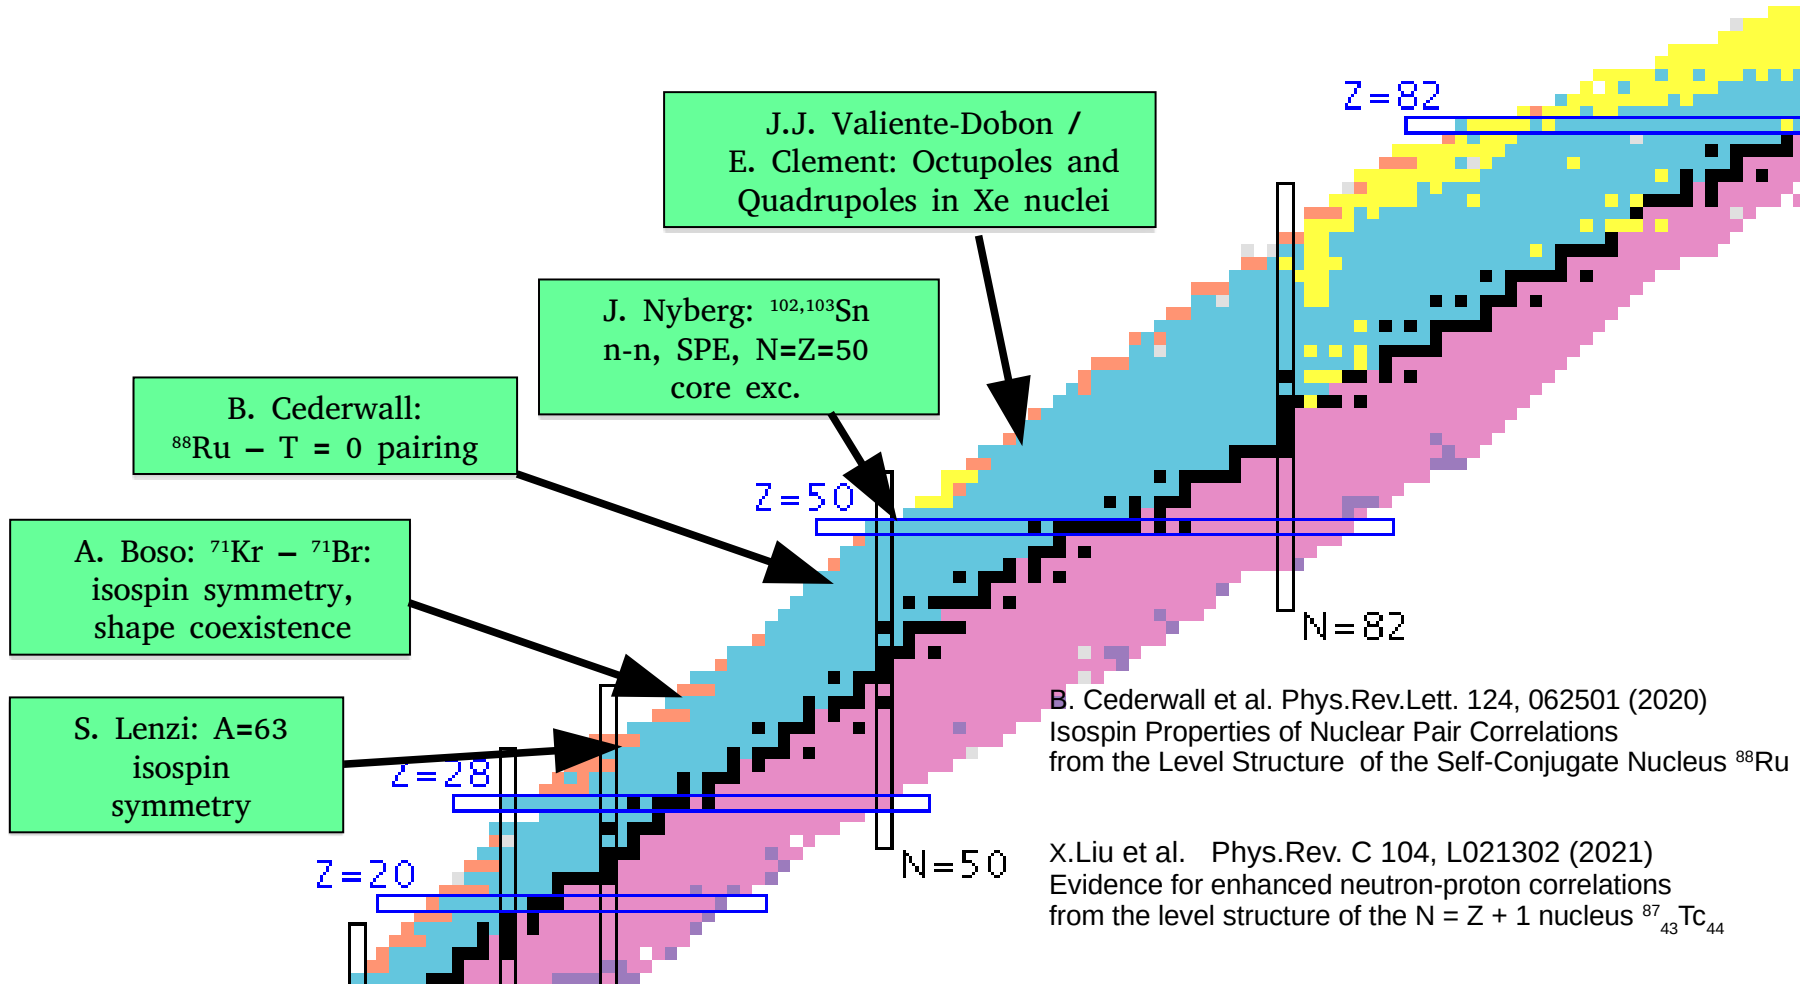 Z=82
J.J. Valiente-Dobon /
E. Clement: Octupoles and
Quadrupoles in Xe nuclei
J. Nyberg: ¹⁰²,¹⁰³Sn
n-n, SPE, N=Z=50
core exc.
B. Cederwall:
⁸⁸Ru – T = 0 pairing
Z=50
A. Boso: ⁷¹Kr – ⁷¹Br:
isospin symmetry,
shape coexistence
N=82
S. Lenzi: A=63
isospin
symmetry
Z=28
B. Cederwall et al. Phys.Rev.Lett. 124, 062501 (2020)
Isospin Properties of Nuclear Pair Correlations
from the Level Structure of the Self-Conjugate Nucleus ⁸⁸Ru
Z=20
N=50
X.Liu et al. Phys.Rev. C 104, L021302 (2021)
Evidence for enhanced neutron-proton correlations
from the level structure of the N = Z + 1 nucleus ⁸⁷₄₃Tc₄₄